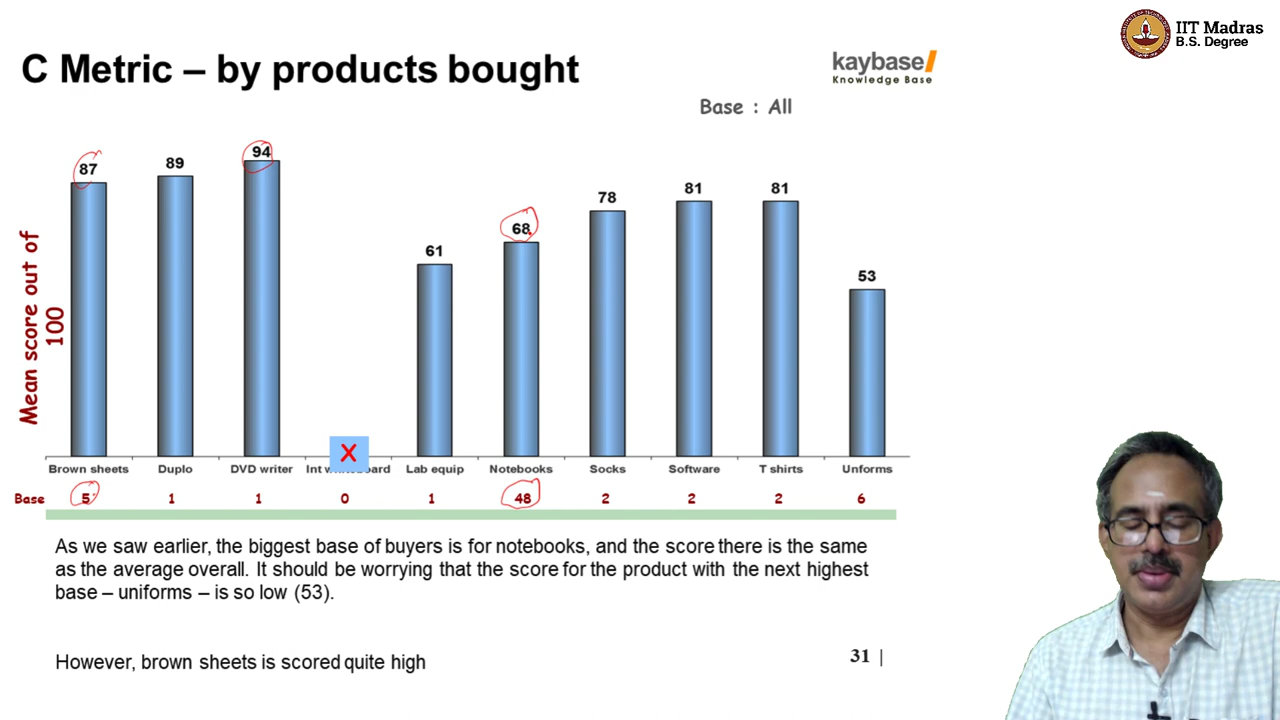 C Metric – by products bought
kaybase
Knowledge Base
IIT Madras
B.S. Degree
Base : All
Mean score out of
100
87
89
94
X
61
68
78
81
81
53
Brown sheets Duplo DVD writer Int whiteboard Lab equip Notebooks Socks Software T shirts Unforms
Base 5 1 1 0 1 48 2 2 2 6
As we saw earlier, the biggest base of buyers is for notebooks, and the score there is the same
as the average overall. It should be worrying that the score for the product with the next highest
base – uniforms – is so low (53).
However, brown sheets is scored quite high
31 |